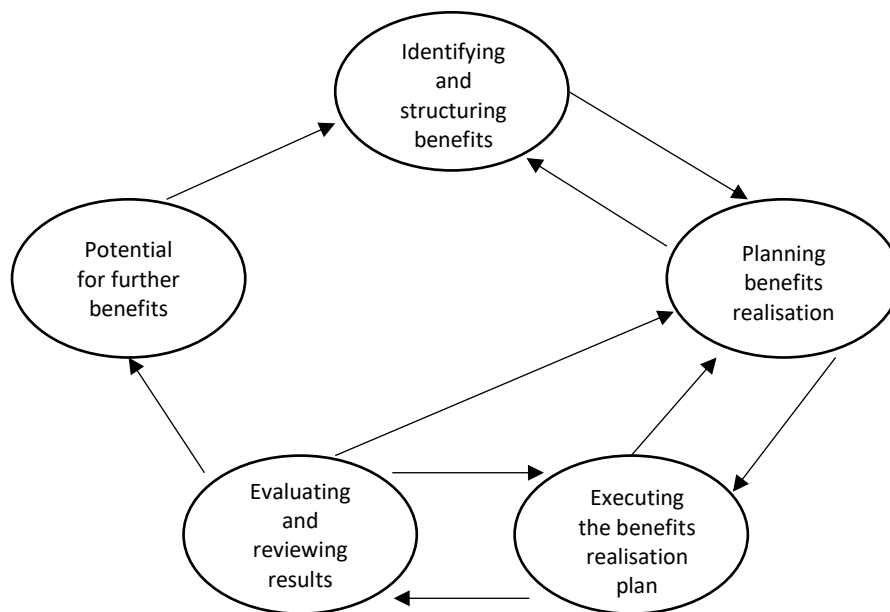 Identifying
and
structuring
benefits
Planning
benefits
realisation
Potential
for further
benefits
Evaluating
and
reviewing
results
Executing
the benefits
realisation
plan